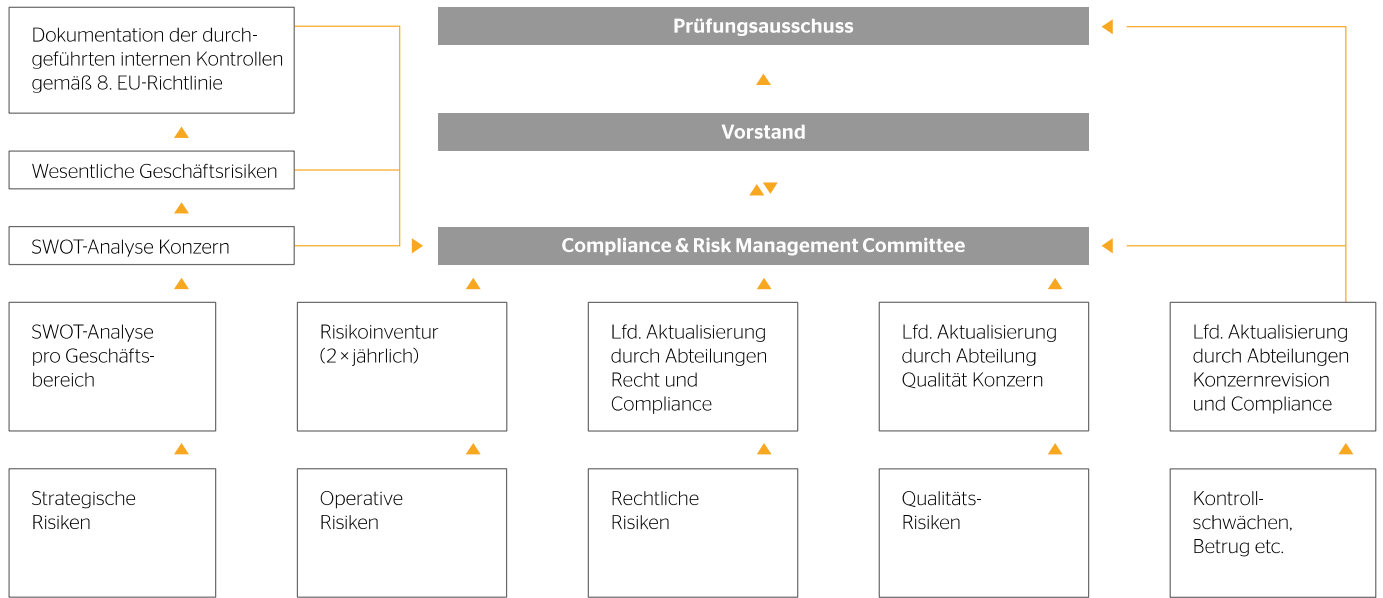 Dokumentation der durch-
geführten internen Kontrollen
gemäß 8. EU-Richtlinie
Prüfungsausschuss
Vorstand
Wesentliche Geschäftsrisiken
SWOT-Analyse Konzern
Compliance & Risk Management Committee
SWOT-Analyse
pro Geschäfts-
bereich
Risikoinventur
(2 × jährlich)
Lfd. Aktualisierung
durch Abteilungen
Recht und
Compliance
Lfd. Aktualisierung
durch Abteilung
Qualität Konzern
Lfd. Aktualisierung
durch Abteilungen
Konzernrevision
und Compliance
Strategische
Risiken
Operative
Risiken
Rechtliche
Risiken
Qualitäts-
Risiken
Kontroll-
schwächen,
Betrug etc.